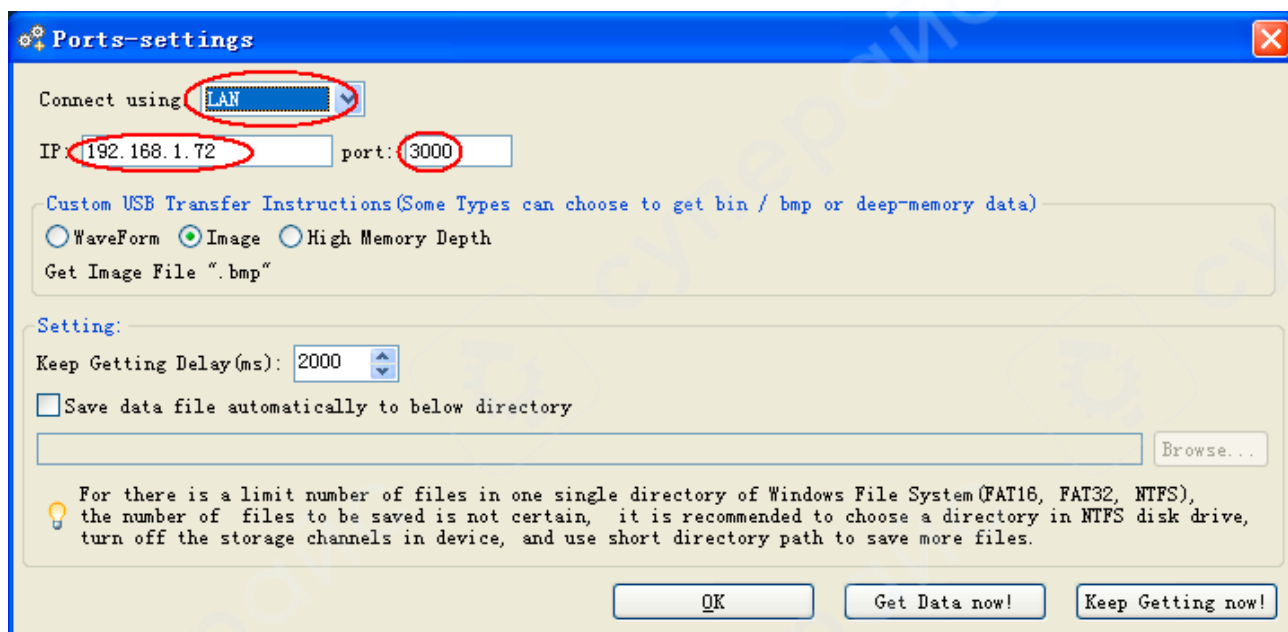 Ports-settings
Connect using LAN
IP: 192.168.1.72 port: 3000
Custom USB Transfer Instructions(Some Types can choose to get bin / bmp or deep-memory data)
WaveForm Image High Memory Depth
Get Image File ".bmp"
Setting:
Keep Getting Delay(ms): 2000
Save data file automatically to below directory
Browse...
For there is a limit number of files in one single directory of Windows File System(FAT16, FAT32, NTFS),
the number of files to be saved is not certain, it is recommended to choose a directory in NTFS disk drive,
turn off the storage channels in device, and use short directory path to save more files.
OK Get Data now! Keep Getting now!